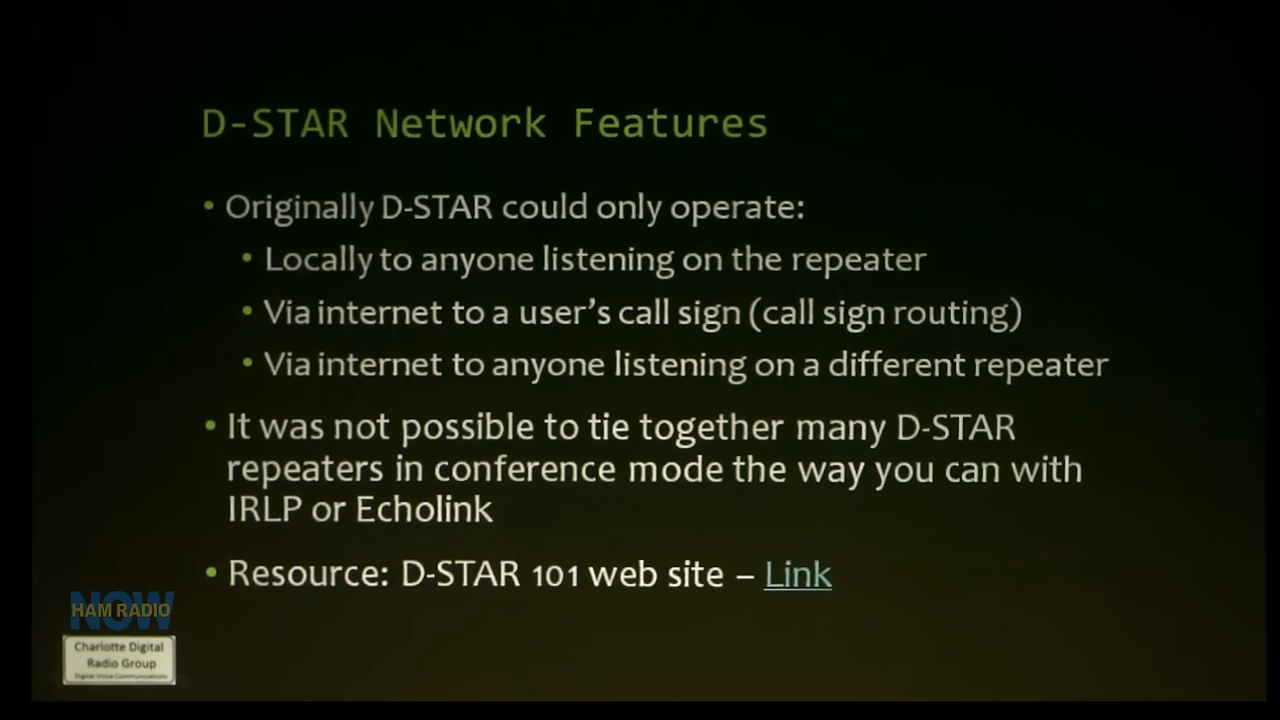 D-STAR Network Features
• Originally D-STAR could only operate:
• Locally to anyone listening on the repeater
• Via internet to a user's call sign (call sign routing)
• Via internet to anyone listening on a different repeater
• It was not possible to tie together many D-STAR
repeaters in conference mode the way you can with
IRLP or Echolink
• Resource: D-STAR 101 web site – Link
HAM RADIO
NOW
Charlotte Digital
Radio Group
Digital Voice Communications